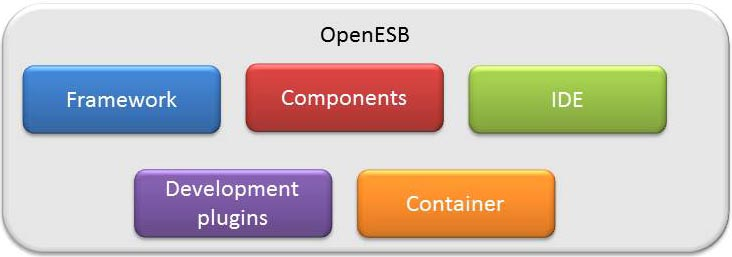 OpenESB
Framework
Components
IDE
Development
plugins
Container